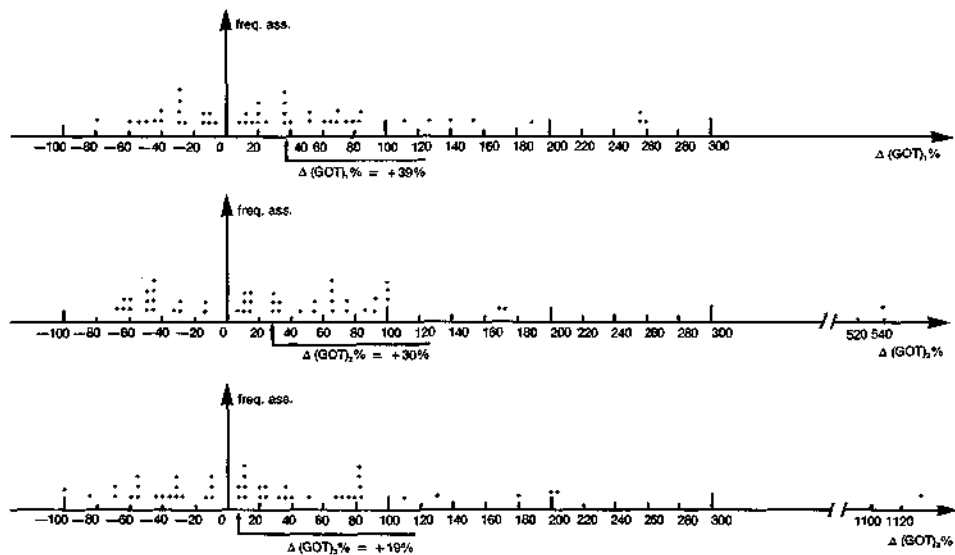 freq. ass.
—100 —80 —60 —40 —20 0 20 40 60 80 100 120 140 160 180 200 220 240 260 280 300
Δ (GOT)₁%
Δ (GOT)₁% = +39%
freq. ass.
—100 —80 —60 —40 —20 0 20 40 60 80 100 120 140 160 180 200 220 240 260 280 300 520 540
Δ (GOT)₂%
Δ (GOT)₂% = +30%
freq. ass.
—100 —80 —60 —40 —20 0 20 40 60 80 100 120 140 160 180 200 220 240 260 280 300 1100 1120
Δ (GOT)₃%
Δ (GOT)₃% = +19%